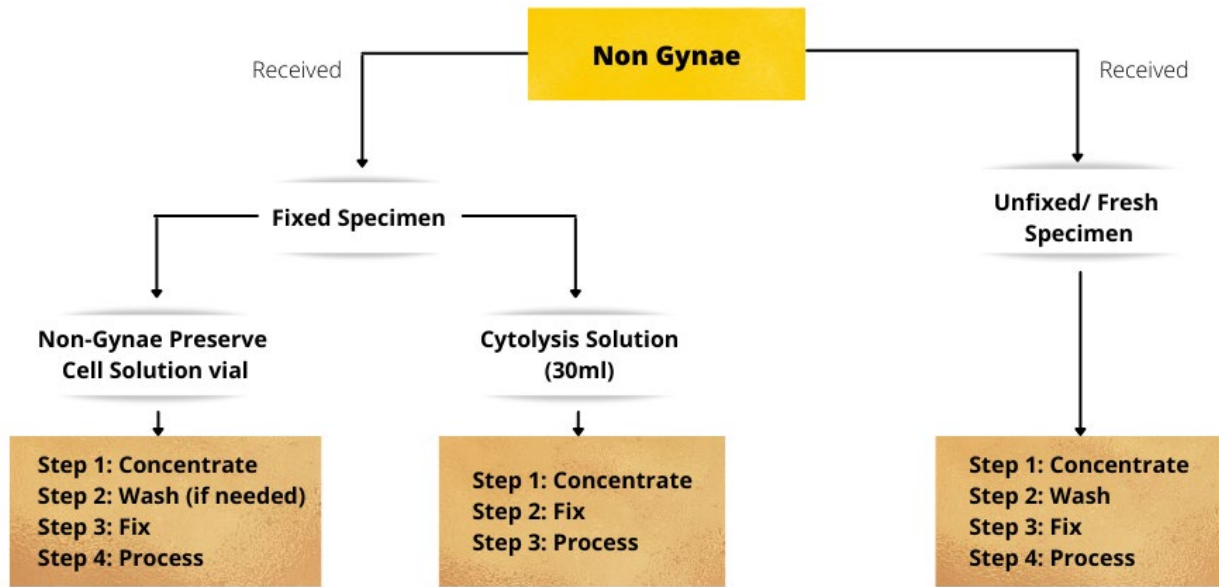 Non Gynae
Received
Received
Fixed Specimen
Unfixed/ Fresh
Specimen
Non-Gynae Preserve
Cell Solution vial
Cytolysis Solution
(30ml)
Step 1: Concentrate
Step 2: Wash (if needed)
Step 3: Fix
Step 4: Process
Step 1: Concentrate
Step 2: Fix
Step 3: Process
Step 1: Concentrate
Step 2: Wash
Step 3: Fix
Step 4: Process